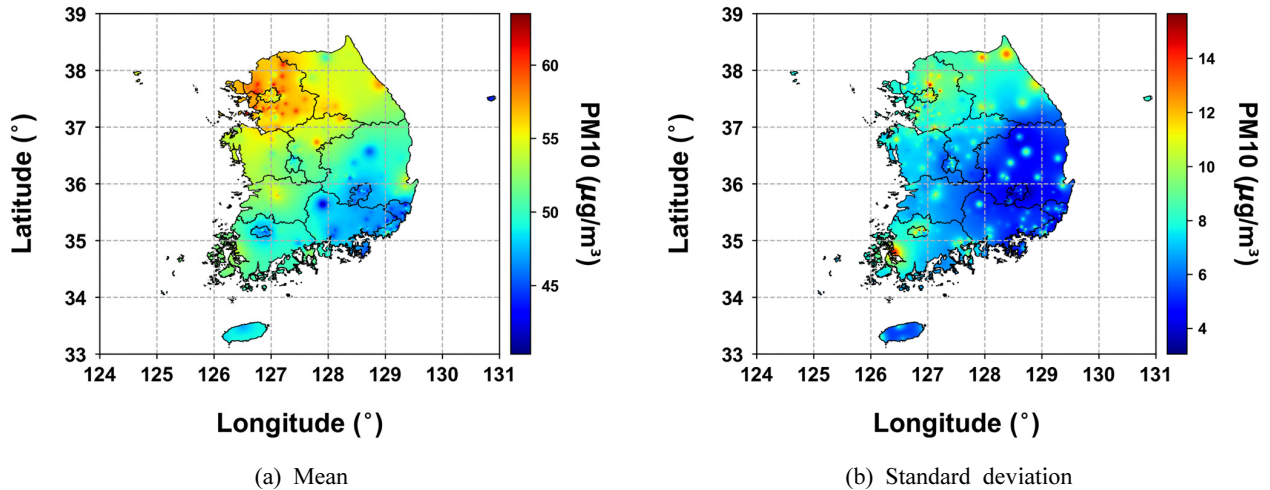 39
38
37
36
35
34
33
124 125 126 127 128 129 130 131
Latitude (°)
Longitude (°)
60
55
50
45
PM10 (μg/m³)
(a) Mean
39
38
37
36
35
34
33
124 125 126 127 128 129 130 131
Latitude (°)
Longitude (°)
14
12
10
8
6
4
PM10 (μg/m³)
(b) Standard deviation